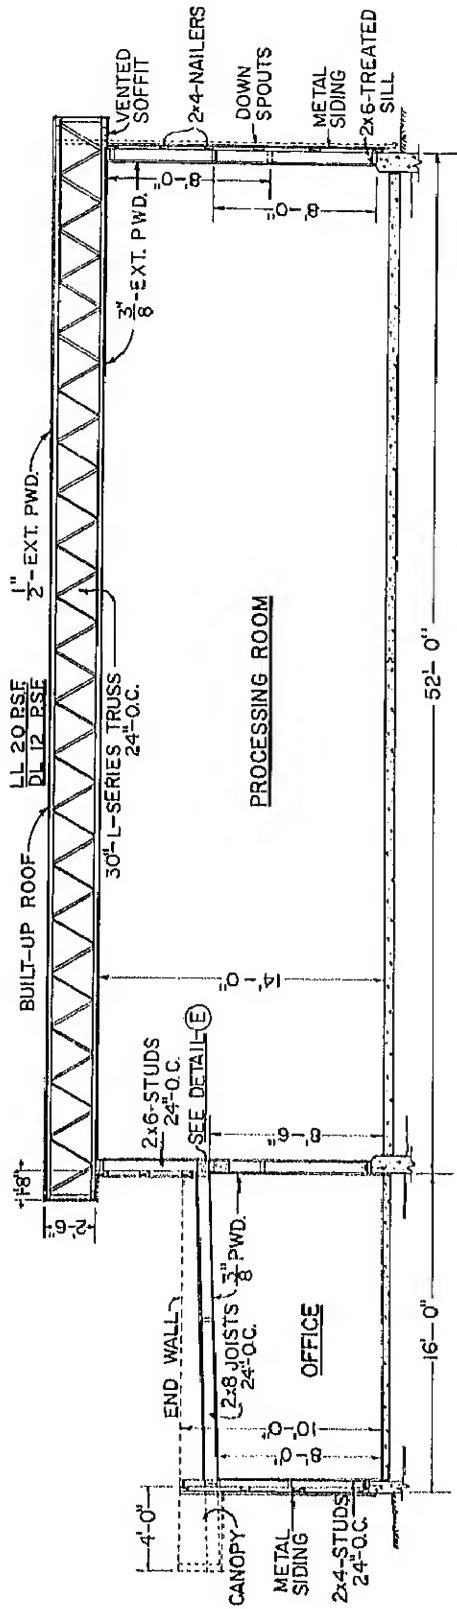 LL 20 P.S.F.
DL 12 P.S.F.
BUILT-UP ROOF
1/2"-EXT. PWD.
VENTED
SOFFIT
2x4-NAILERS
DOWN
SPOUTS
METAL
SIDING
2x6-TREATED
SILL
1'-8"
2'-6"
30"-L-SERIES TRUSS
24"-O.C.
3/8"-EXT. PWD.
8'-0"
8'-0"
2x6-STUDS
24"-O.C.
SEE DETAIL-E
14'-0"
8'-6"
PROCESSING ROOM
END WALL
4'-0"
CANOPY
2x8 JOISTS
24"-O.C.
3/8" PWD.
10'-0"
8'-0"
OFFICE
METAL
SIDING
2x4-STUDS
24"-O.C.
16'-0"
52'-0"